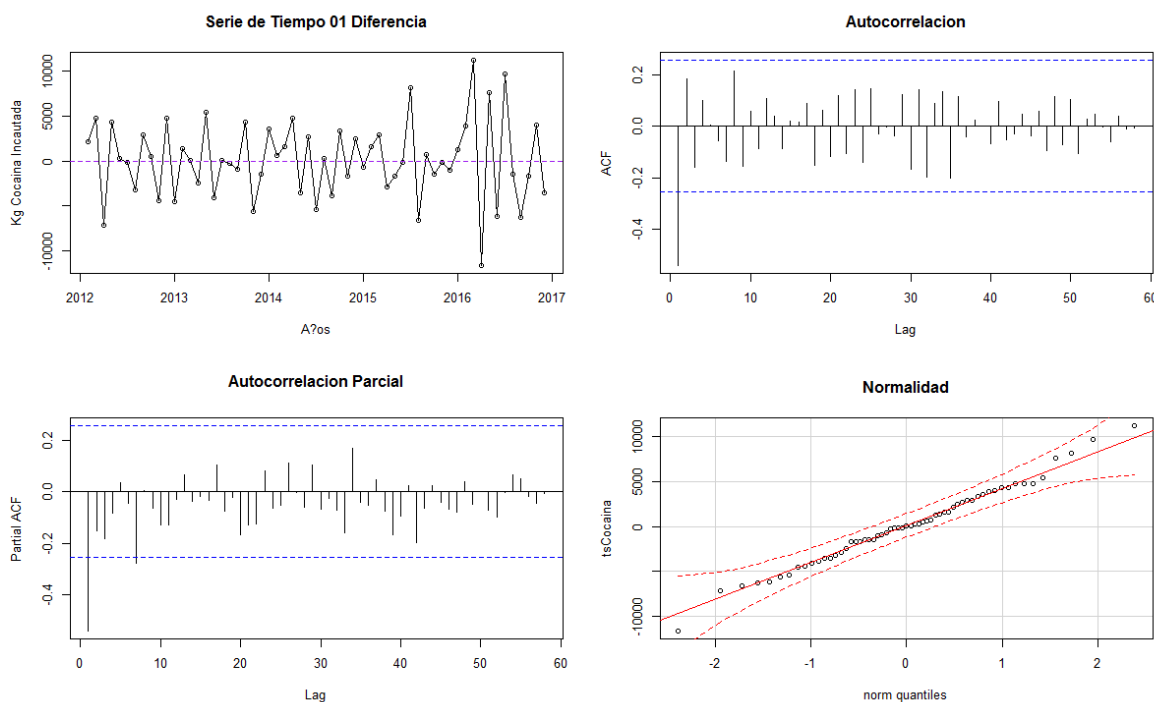 Serie de Tiempo 01 Diferencia
Kg Cocaina Incautada
10000
5000
0
-10000
2012 2013 2014 2015 2016 2017
A?os
Autocorrelacion
ACF
0.2
0.0
-0.2
-0.4
0 10 20 30 40 50 60
Lag
Autocorrelacion Parcial
Partial ACF
0.2
0.0
-0.2
-0.4
0 10 20 30 40 50 60
Lag
Normalidad
tsCocaina
10000
5000
0
-10000
-2 -1 0 1 2
norm quantiles